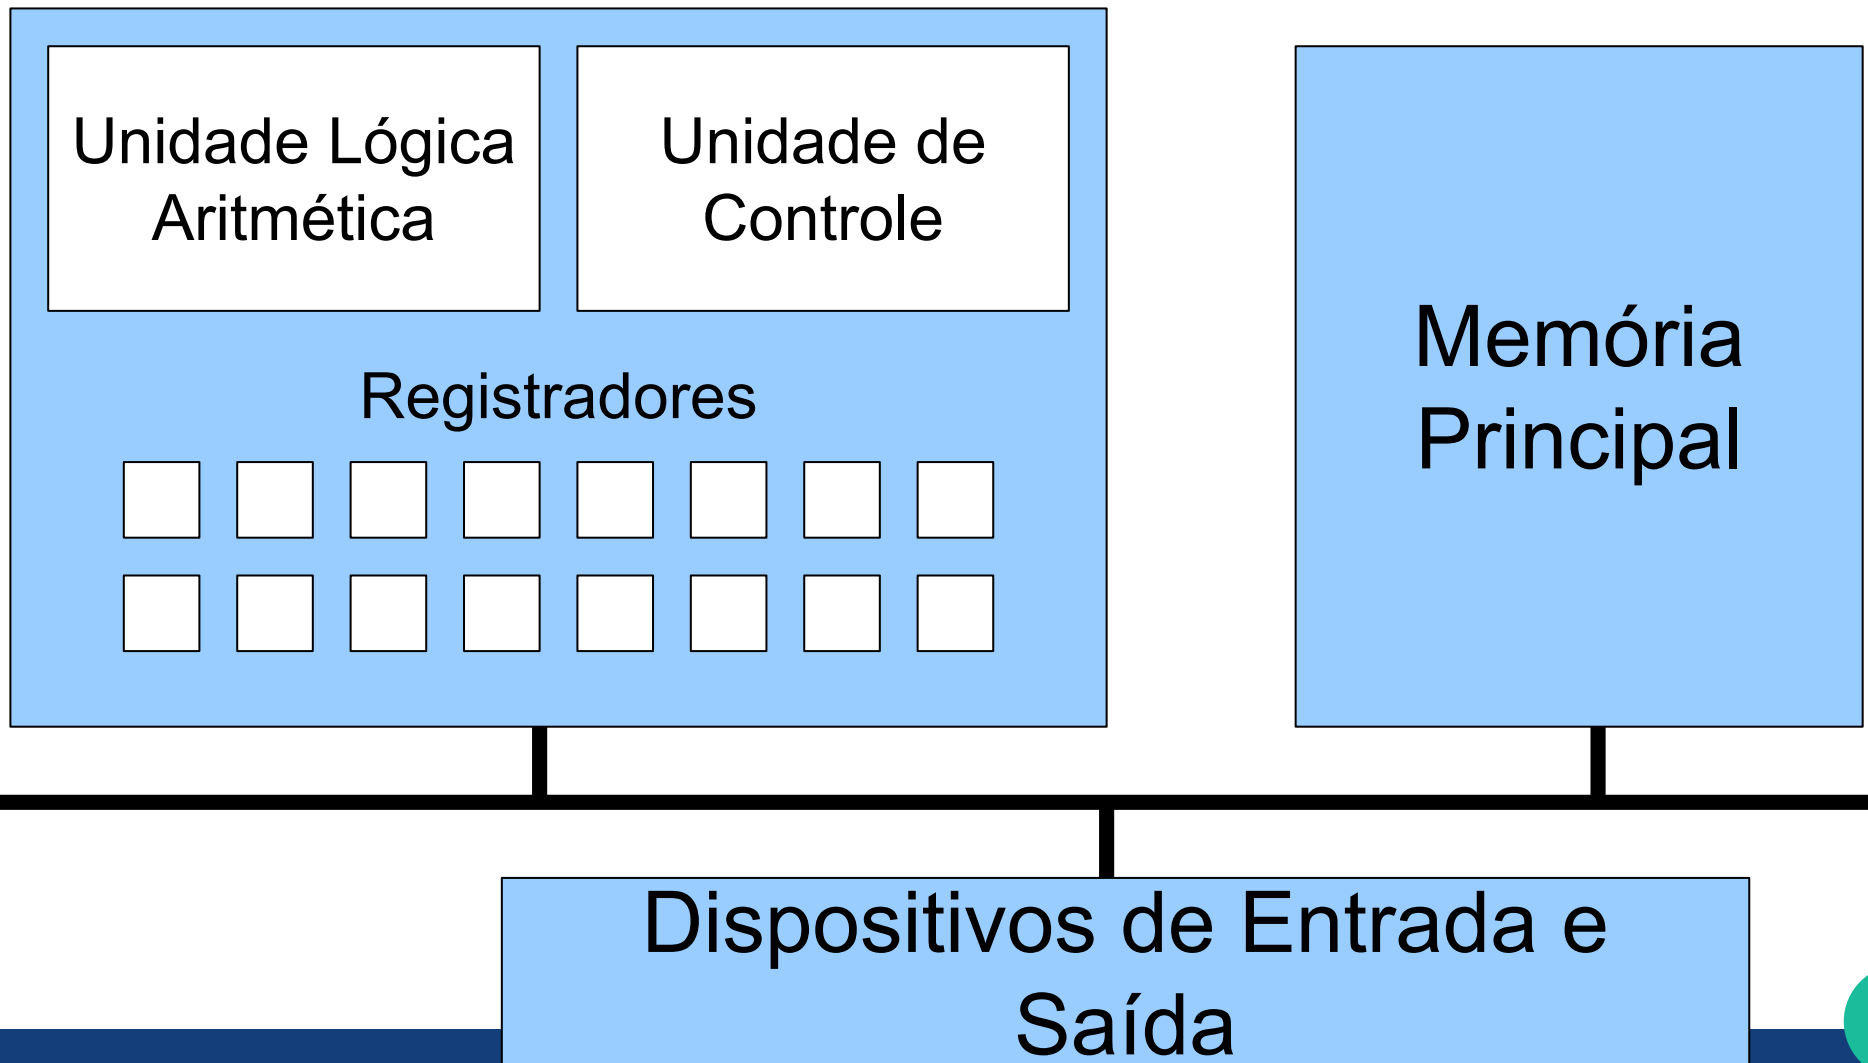 Unidade Lógica
Aritmética
Unidade de
Controle
Registradores
Memória
Principal
Dispositivos de Entrada e
Saída